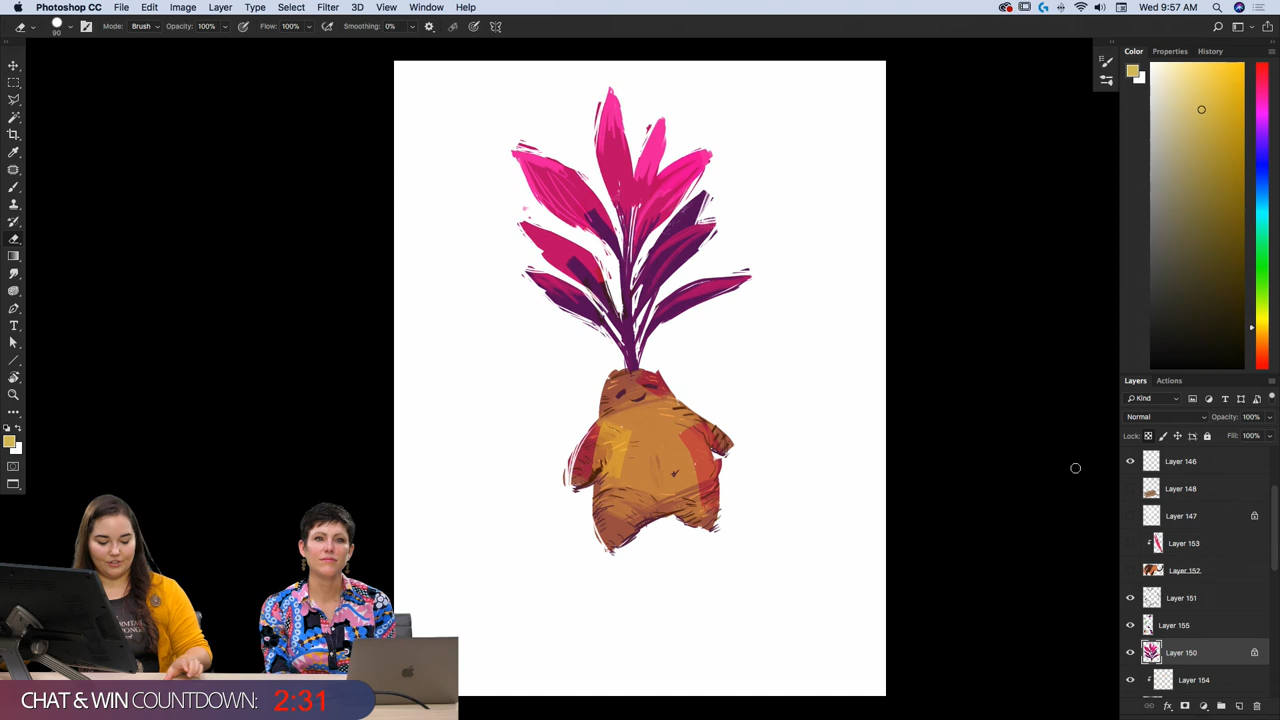 Photoshop CC File Edit Image Layer Type Select Filter 3D View Window Help Wed 9:57 AM
90 Mode: Brush Opacity: 100% Flow: 100% Smoothing: 0%
Color Properties History
Layers Actions
Kind
Normal Opacity: 100%
Lock: Fill: 100%
Layer 146
Layer 148
Layer 147
Layer 153
Layer 152
Layer 151
Layer 155
Layer 150
Layer 154
CHAT & WIN COUNTDOWN: 2:31